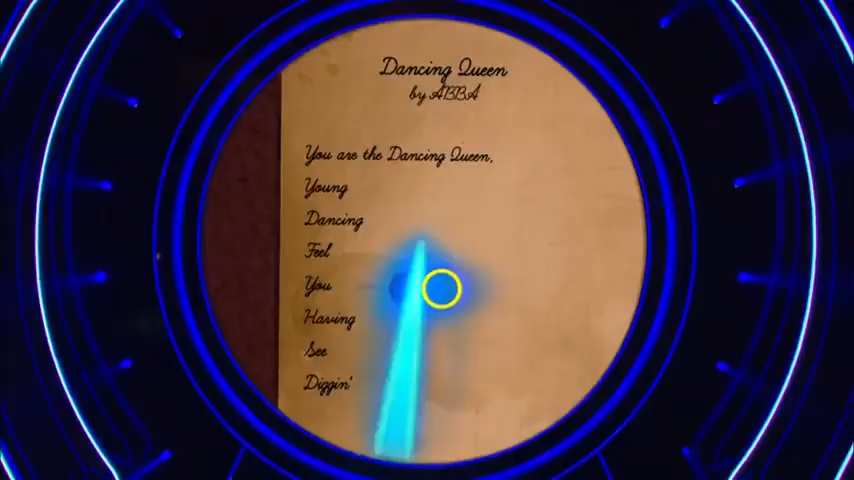 Dancing Queen
by ABBA
You are the Dancing Queen,
Young
Dancing
Feel
You
Having
See
Diggin'